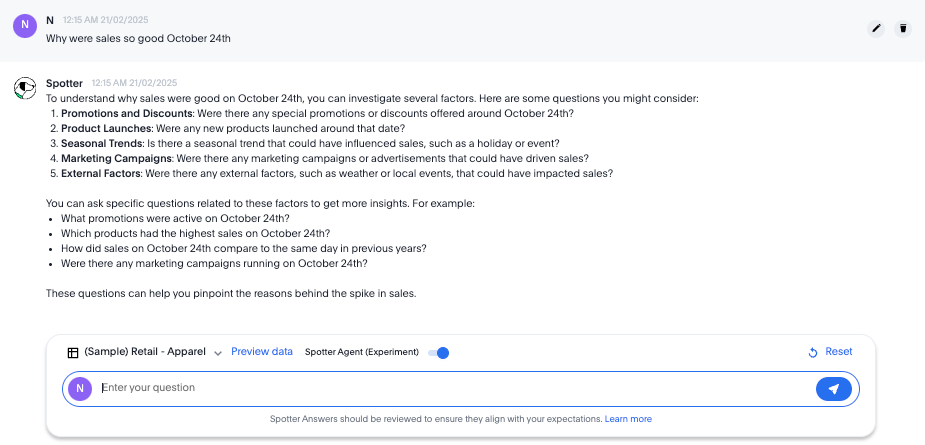 N
N 12:15 AM 21/02/2025
Why were sales so good October 24th
Spotter 12:15 AM 21/02/2025
To understand why sales were good on October 24th, you can investigate several factors. Here are some questions you might consider:
1. Promotions and Discounts: Were there any special promotions or discounts offered around October 24th?
2. Product Launches: Were any new products launched around that date?
3. Seasonal Trends: Is there a seasonal trend that could have influenced sales, such as a holiday or event?
4. Marketing Campaigns: Were there any marketing campaigns or advertisements that could have driven sales?
5. External Factors: Were there any external factors, such as weather or local events, that could have impacted sales?
You can ask specific questions related to these factors to get more insights. For example:
• What promotions were active on October 24th?
• Which products had the highest sales on October 24th?
• How did sales on October 24th compare to the same day in previous years?
• Were there any marketing campaigns running on October 24th?
These questions can help you pinpoint the reasons behind the spike in sales.
(Sample) Retail - Apparel Preview data Spotter Agent (Experiment) Reset
N Enter your question
Spotter Answers should be reviewed to ensure they align with your expectations. Learn more